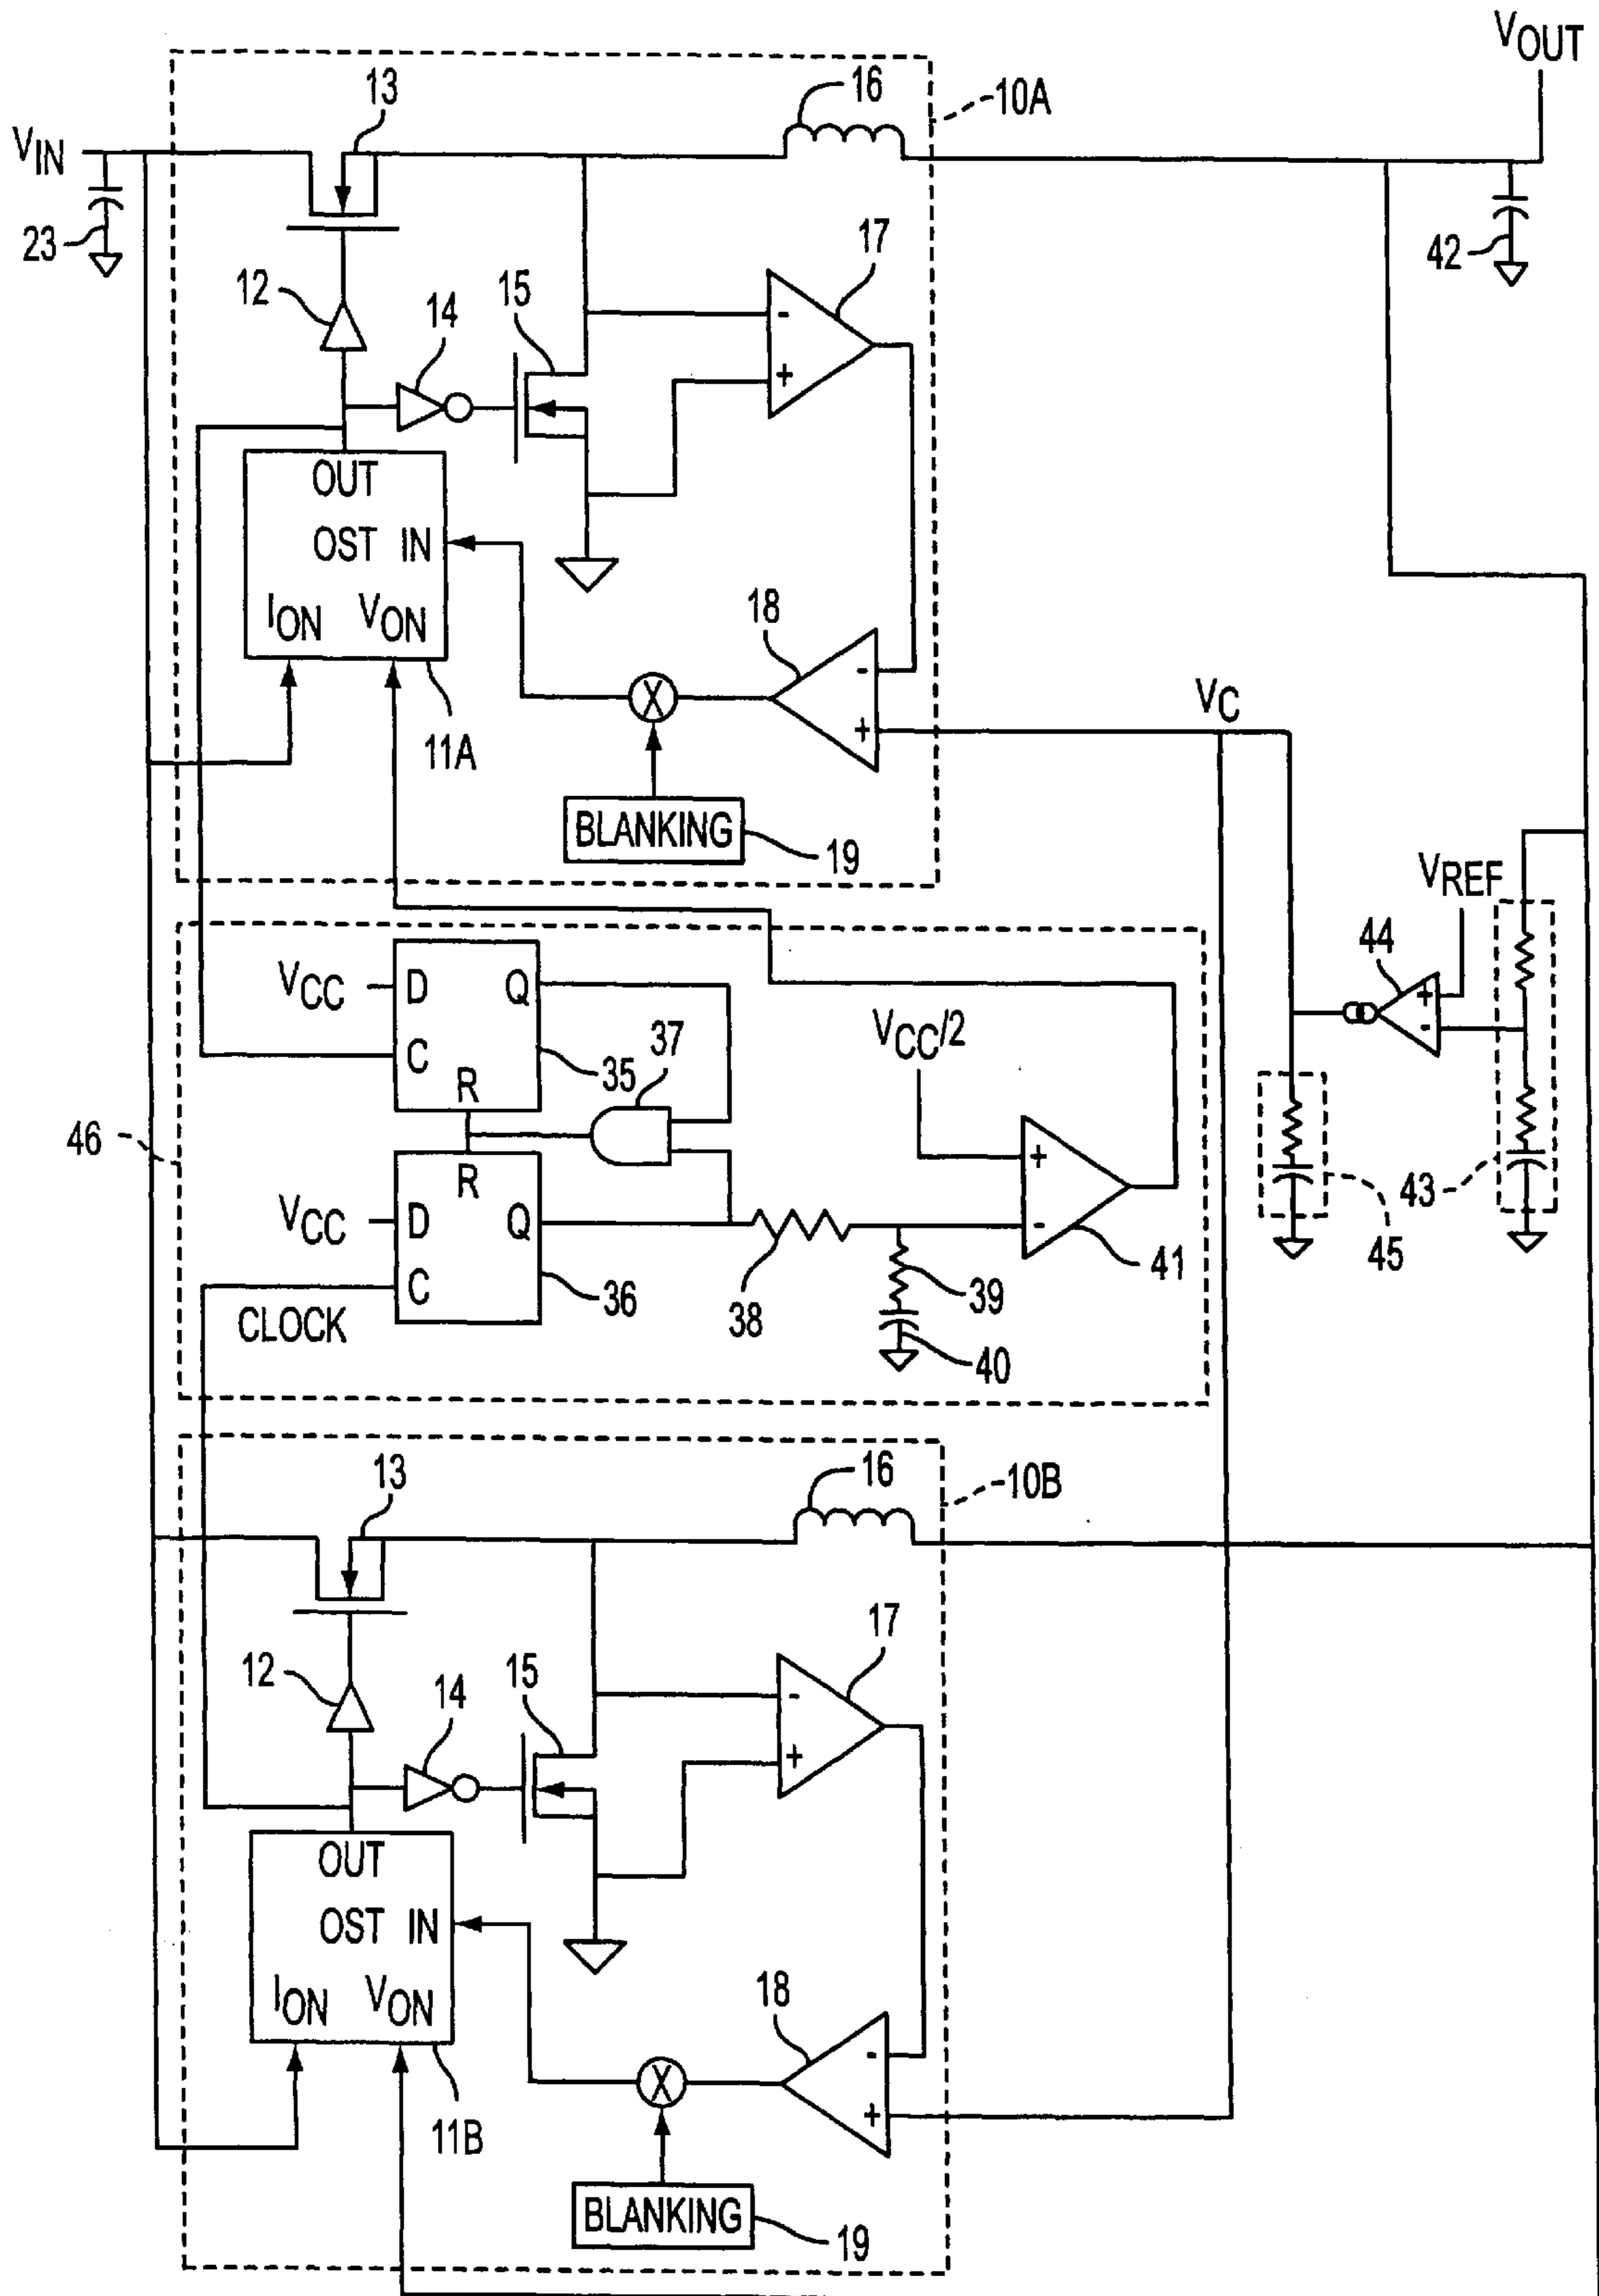 VOUT
13
16
10A
VIN
23
42
17
12
14
15
-
+
OUT
OST IN
ION VON
18
-
+
VC
11A
BLANKING
19
VREF
44
+
-
VCC
D
Q
C
R
35
37
VCC/2
46
+
-
41
R
VCC
D
Q
C
36
CLOCK
38
39
40
43
45
13
16
10B
17
12
14
15
-
+
OUT
OST IN
ION VON
18
-
+
X
X
11B
BLANKING
19